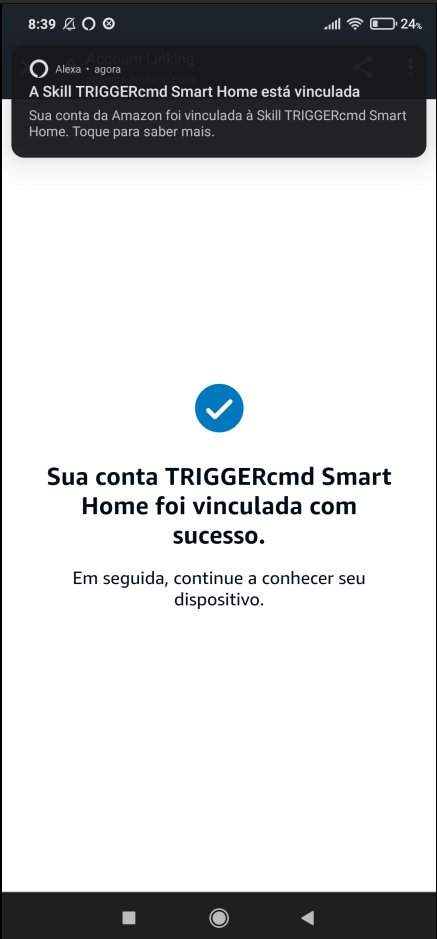 8:39
24%
Account Linking
Alexa • agora
A Skill TRIGGERcmd Smart Home está vinculada
Sua conta da Amazon foi vinculada à Skill TRIGGERcmd Smart
Home. Toque para saber mais.
Sua conta TRIGGERcmd Smart
Home foi vinculada com
sucesso.
Em seguida, continue a conhecer seu
dispositivo.